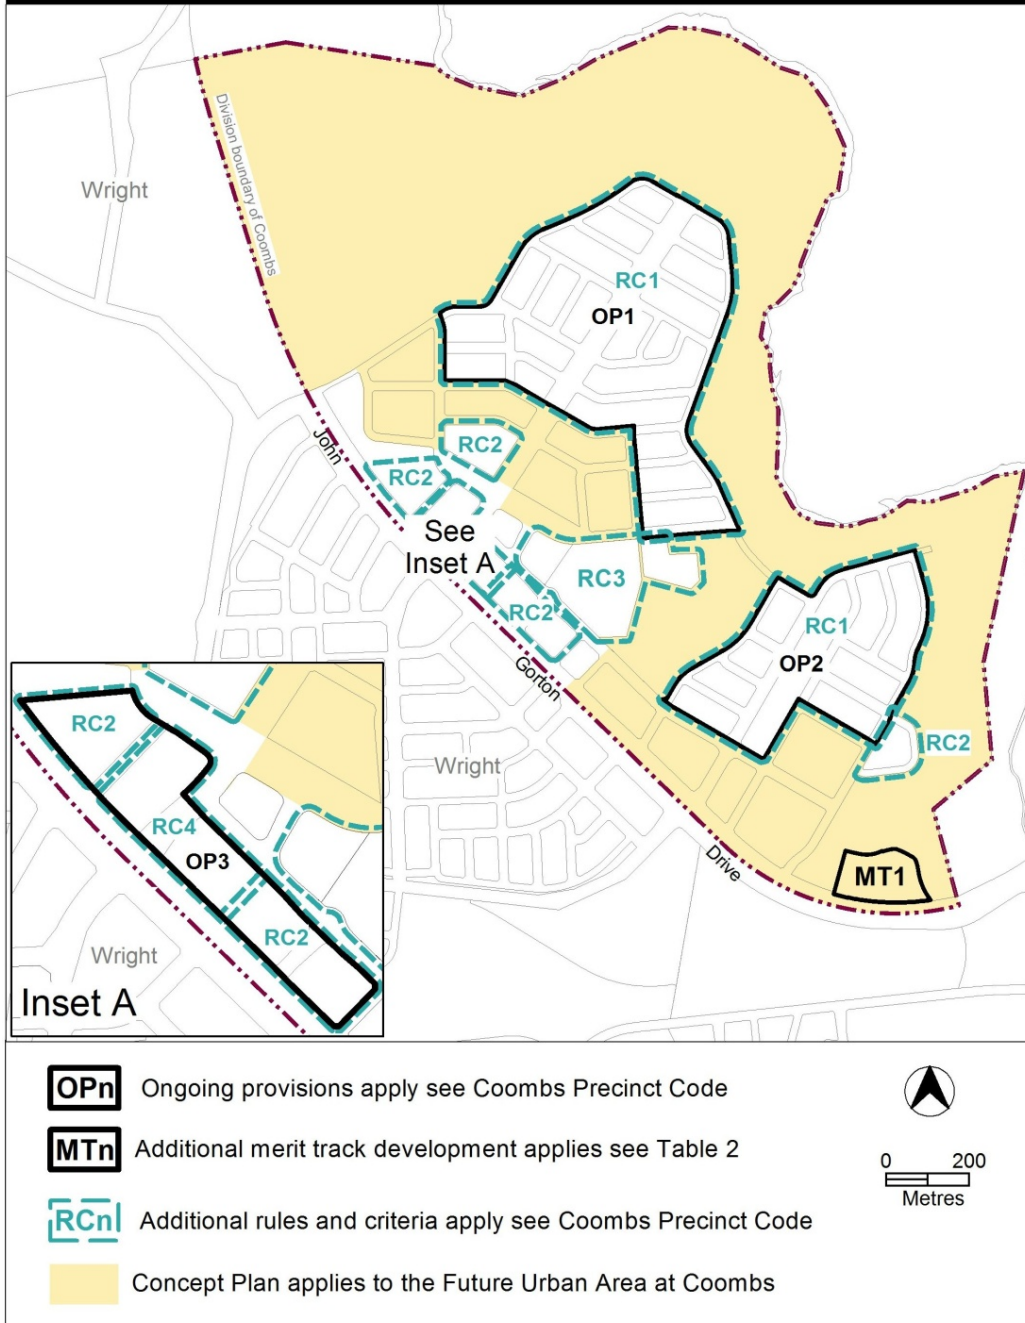 Division boundary of Coombs
Wright
RC1
OP1
John
RC2
RC2
See
Inset A
RC3
RC2
RC1
OP2
Gorton
RC2
Wright
Drive
MT1
RC2
RC4
OP3
RC2
Wright
Inset A
OPn Ongoing provisions apply see Coombs Precinct Code
MTn Additional merit track development applies see Table 2
0 200
Metres
RCn Additional rules and criteria apply see Coombs Precinct Code
Concept Plan applies to the Future Urban Area at Coombs